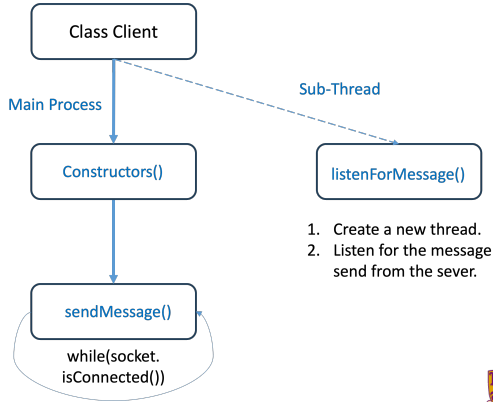 Class Client
Main Process
Sub-Thread
Constructors()
listenForMessage()
1. Create a new thread.
2. Listen for the message
send from the sever.
sendMessage()
while(socket.
isConnected())